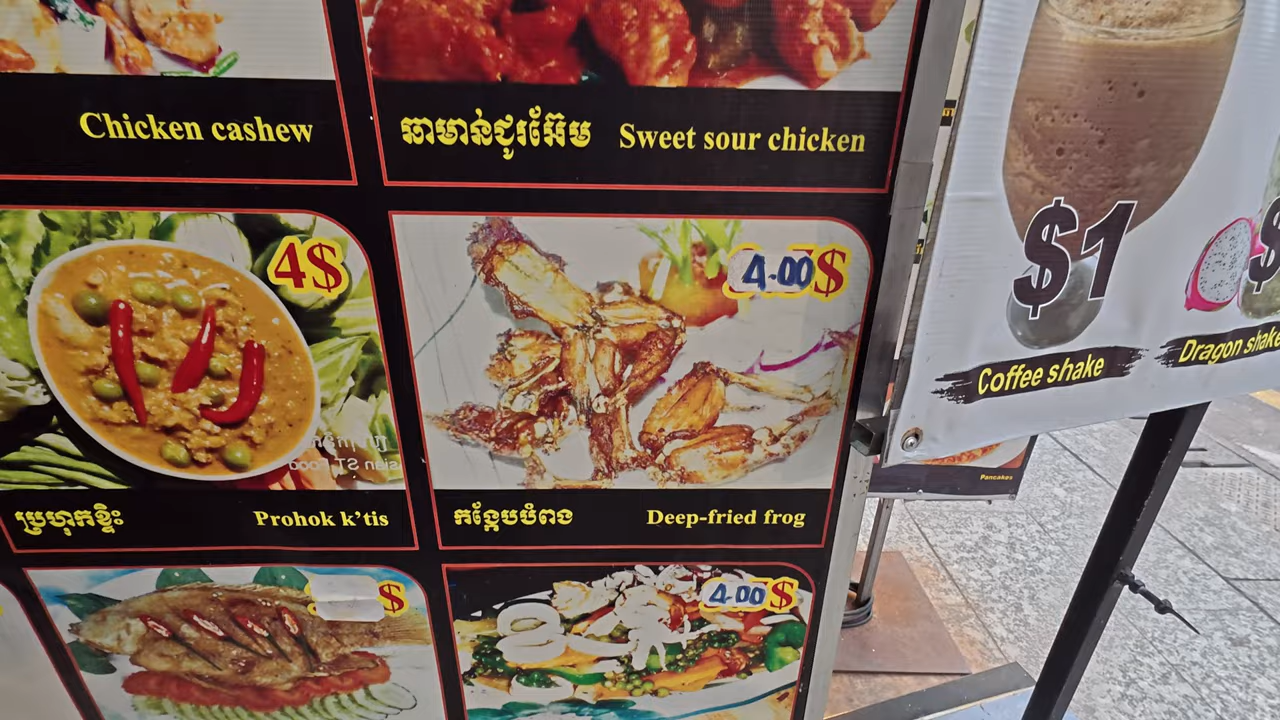 Chicken cashew
ឆាមាន់ជូរអ៊ែម Sweet sour chicken
4$
4.00$
ប្រហុកខ្ទិះ Prohok k’tis
កង្កែបបំពង Deep-fried frog
$
4.00$
$1
$
Coffee shake
Dragon shake
Pancakes